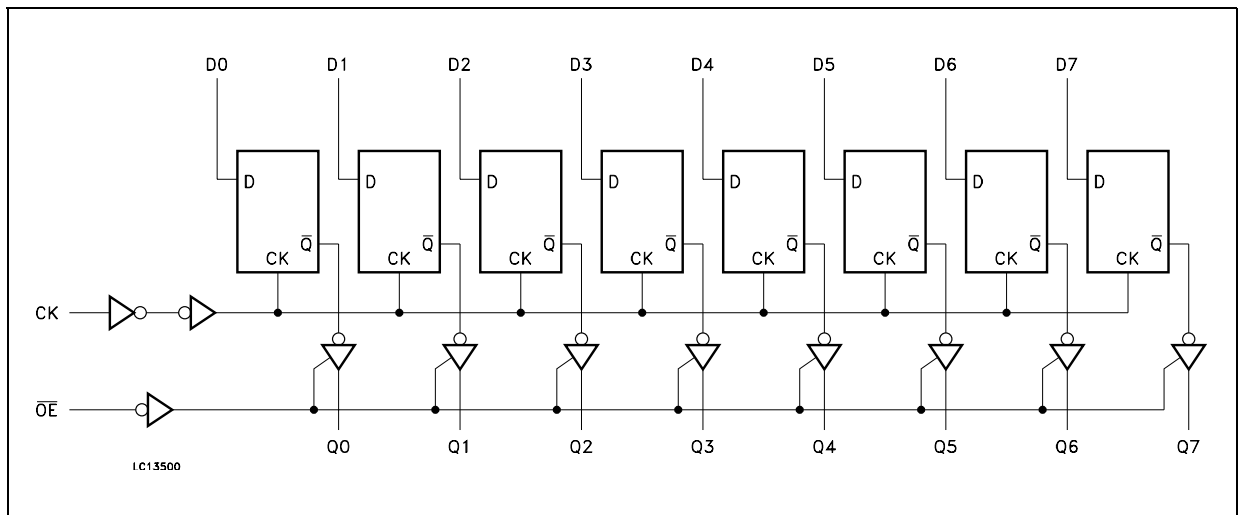 D0 D1 D2 D3 D4 D5 D6 D7
D D D D D D D D
Q̅ Q̅ Q̅ Q̅ Q̅ Q̅ Q̅ Q̅
CK CK CK CK CK CK CK CK
CK
O̅E̅
Q0 Q1 Q2 Q3 Q4 Q5 Q6 Q7
LC13500